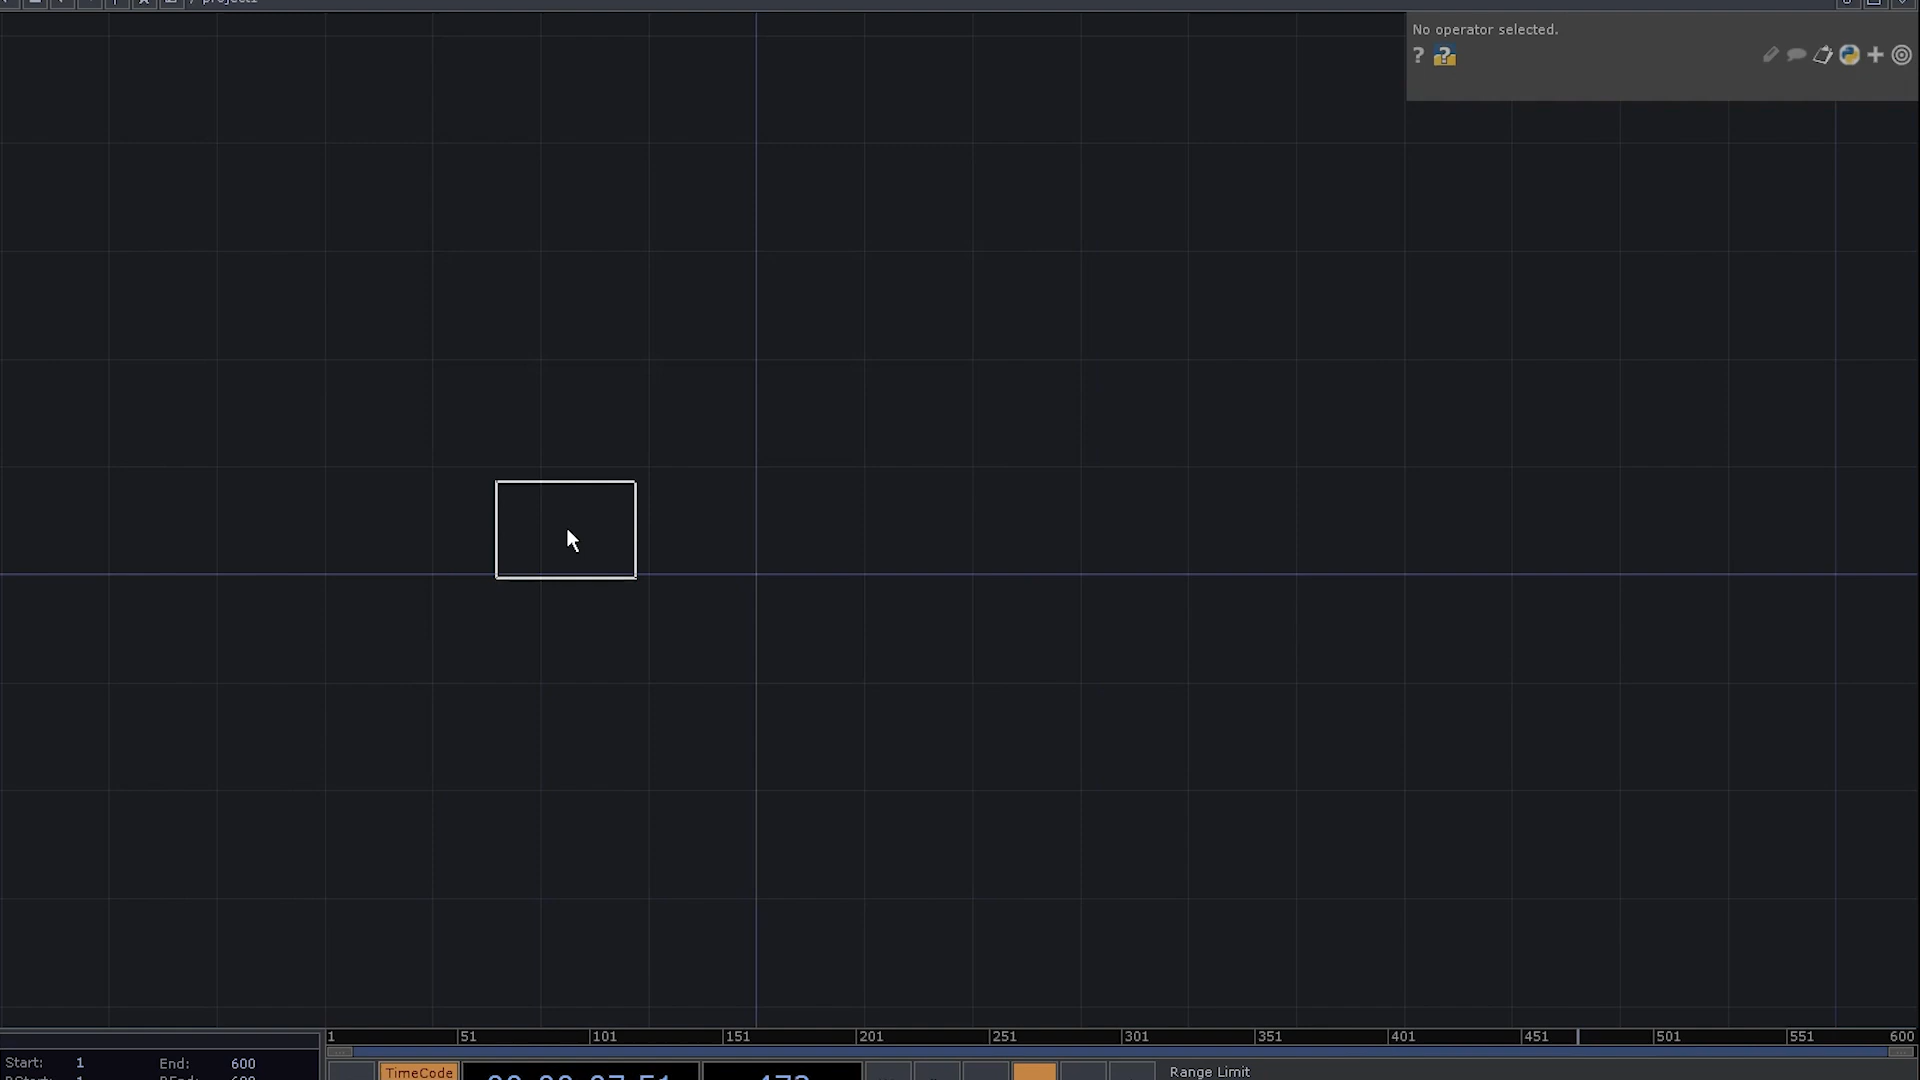 / project1
No operator selected.
? ?
1 51 101 151 201 251 301 351 401 451 501 551 600
Start: 1 End: 600
TimeCode
Range Limit